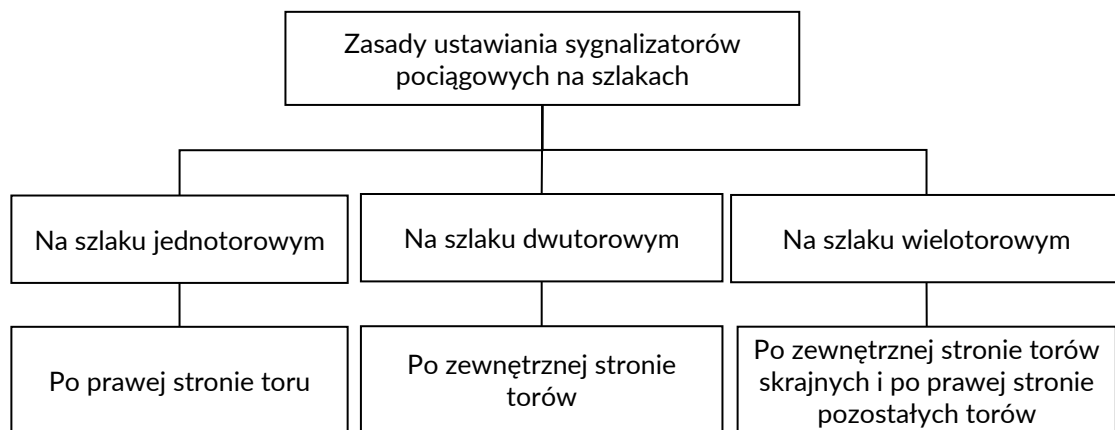 Zasady ustawiania sygnalizatorów
pociągowych na szlakach
Na szlaku jednotorowym
Na szlaku dwutorowym
Na szlaku wielotorowym
Po prawej stronie toru
Po zewnętrznej stronie
torów
Po zewnętrznej stronie torów
skrajnych i po prawej stronie
pozostałych torów